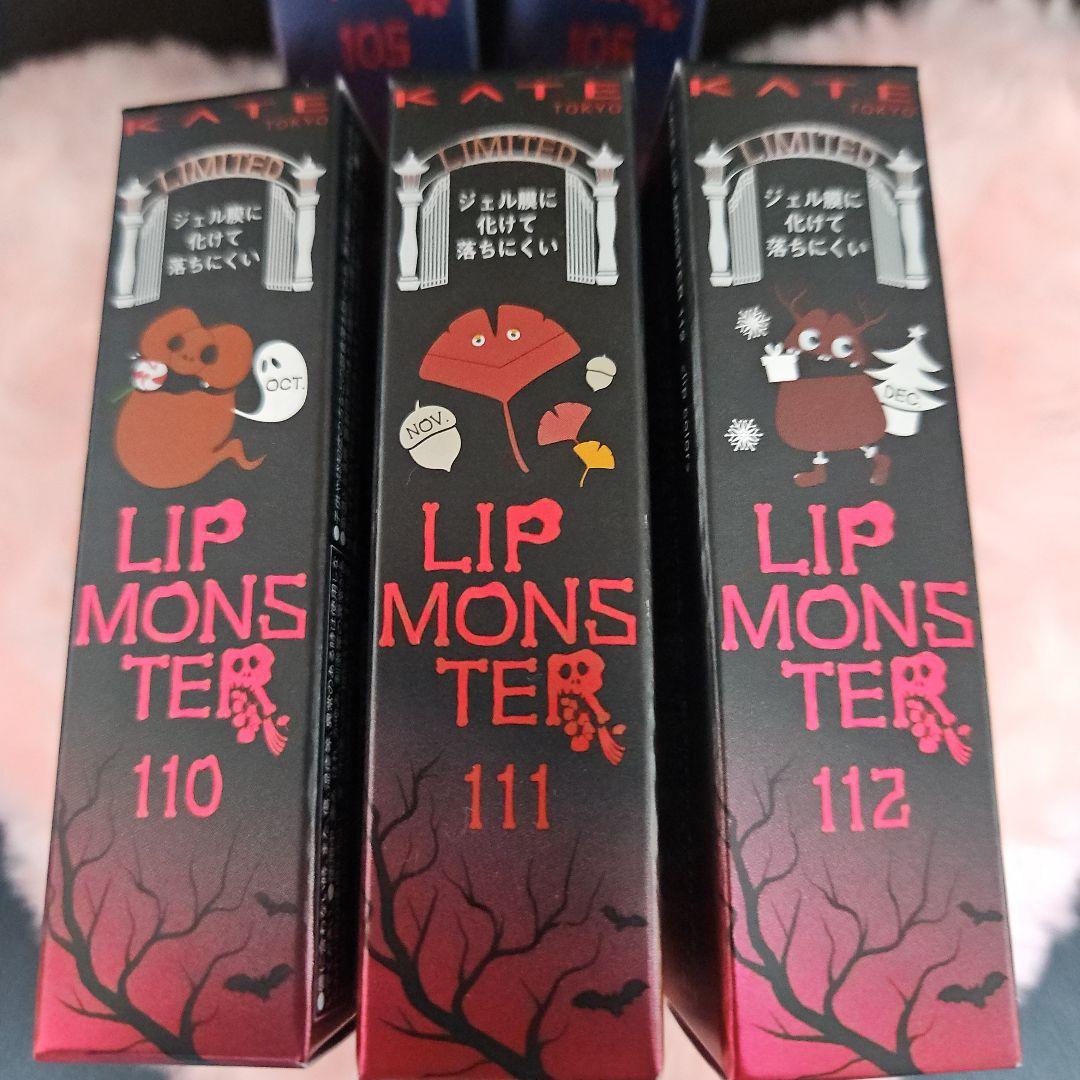 105
106
KATE
TOKYO
LIMITED
ジェル膜に
化けて
落ちにくい
OCT.
LIP
MONS
TER
110
KATE
TOKYO
LIMITED
ジェル膜に
化けて
落ちにくい
NOV.
LIP
MONS
TER
111
KATE
TOKYO
LIMITED
ジェル膜に
化けて
落ちにくい
DEC.
LIP
MONS
TER
112